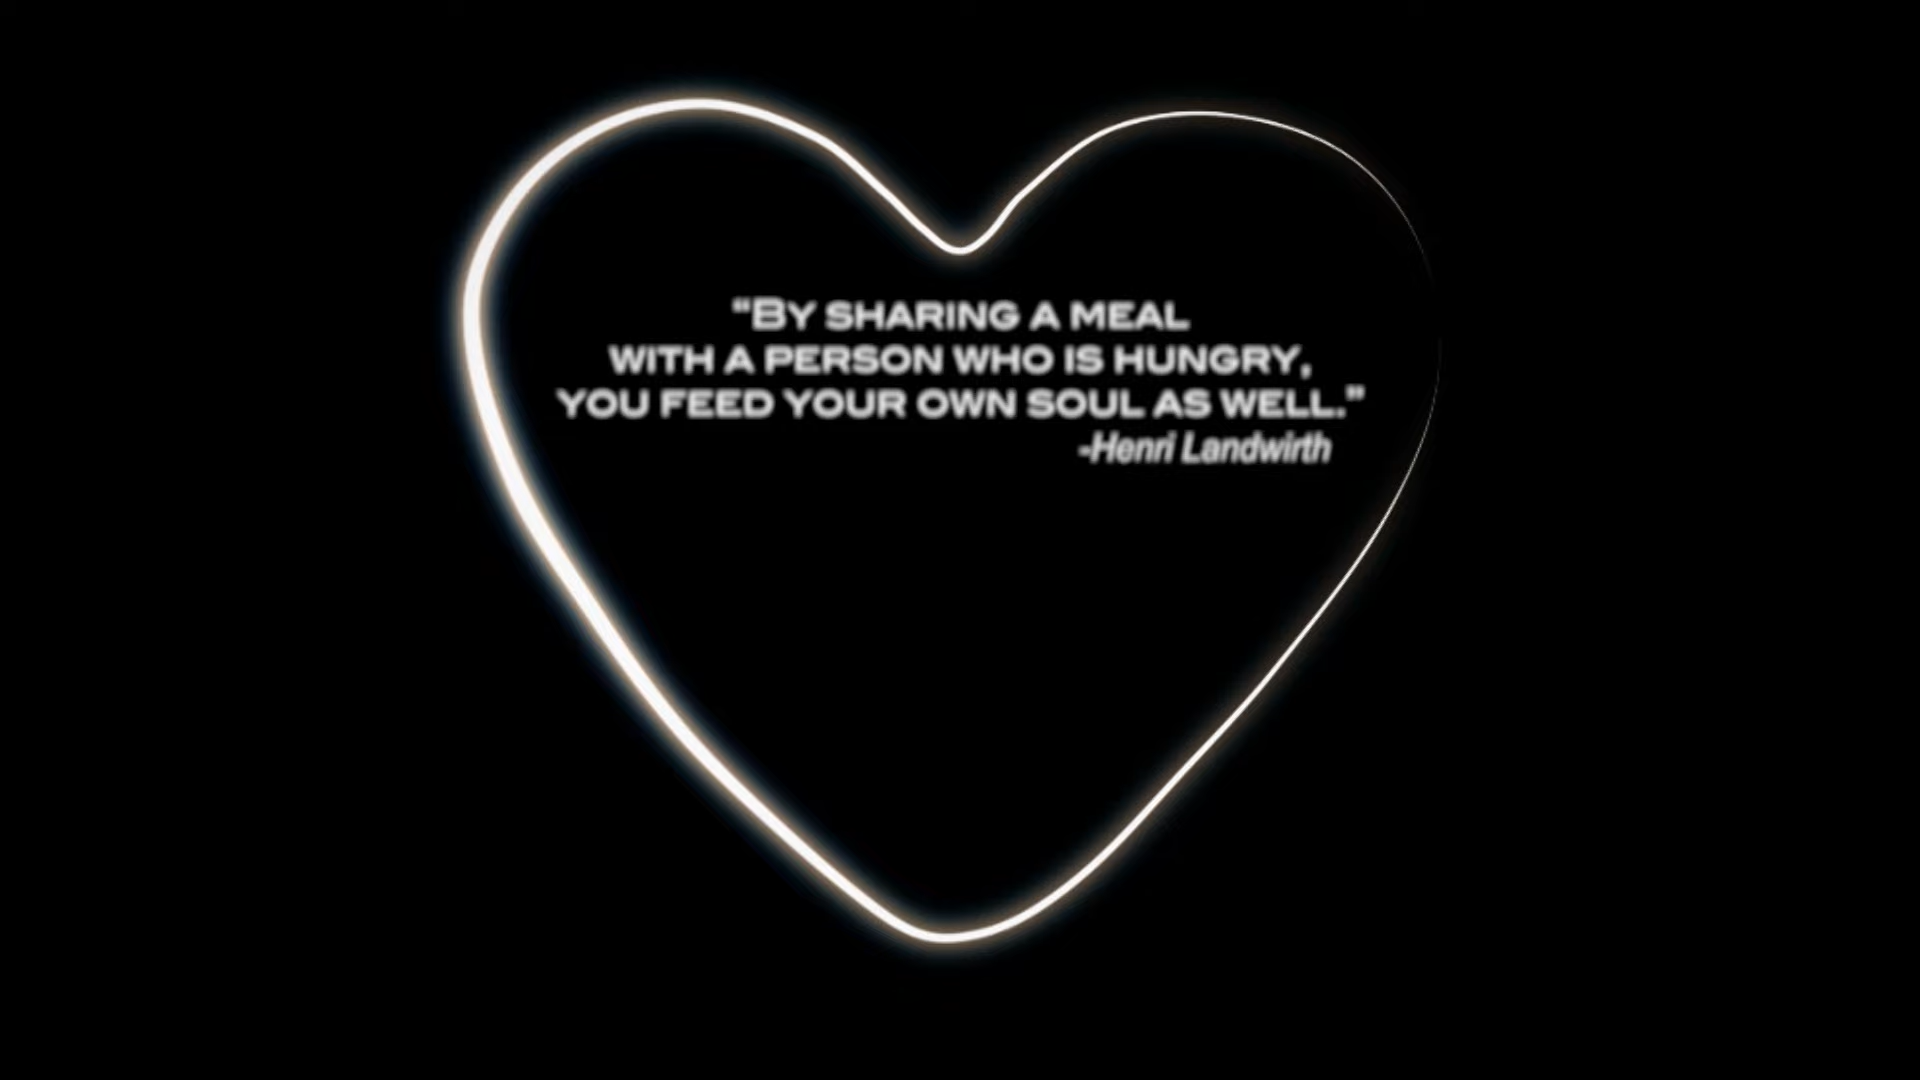 “By sharing a meal
with a person who is hungry,
you feed your own soul as well.”
-Henri Landwirth